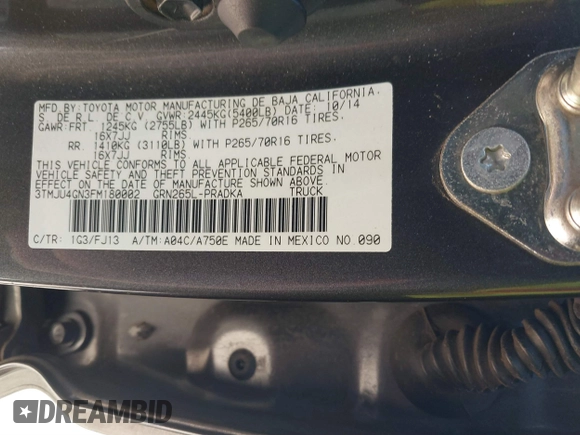 MFD.BY:TOYOTA MOTOR MANUFACTURING DE BAJA CALIFORNIA.
S. DE R.L. DE C.V. GVWR:2445KG(5400LB) DATE: 10/14
GAWR:FRT 1245KG (2755LB) WITH P265/70R16 TIRES.
16X7JJ RIMS
RR 1410KG (3110LB) WITH P265/70R16 TIRES.
16X7JJ RIMS
THIS VEHICLE CONFORMS TO ALL APPLICABLE FEDERAL MOTOR
VEHICLE SAFETY AND THEFT PREVENTION STANDARDS IN
EFFECT ON THE DATE OF MANUFACTURE SHOWN ABOVE.
3TMJU4GN3FM180002 GRN265L-PRADKA TRUCK
C/TR: 1G3/FJ13 A/TM:A04C/A750E MADE IN MEXICO NO 090
DREAMBID